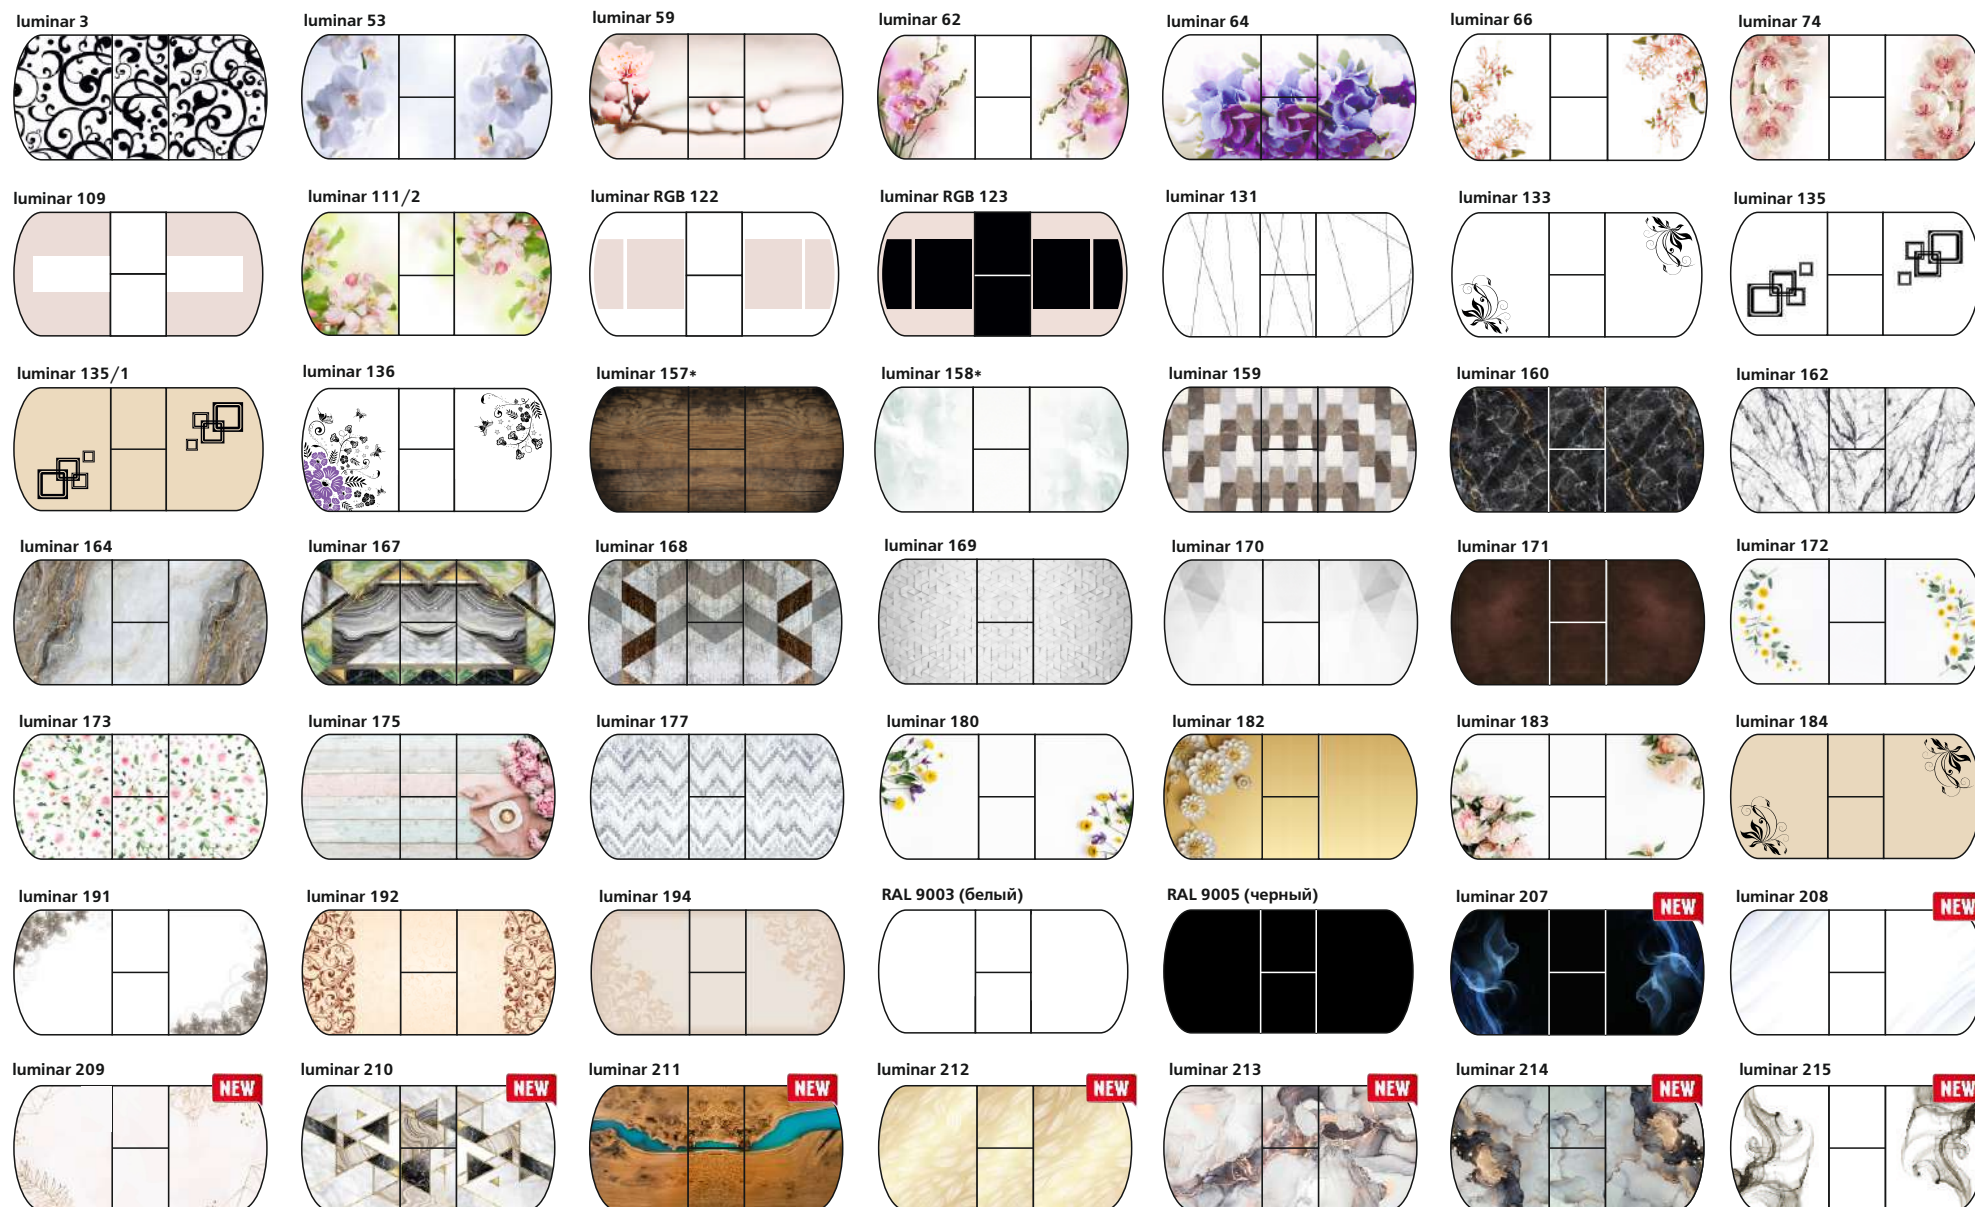 luminar 3
luminar 53
luminar 59
luminar 62
luminar 64
luminar 66
luminar 74
luminar 109
luminar 111/2
luminar RGB 122
luminar RGB 123
luminar 131
luminar 133
luminar 135
luminar 135/1
luminar 136
luminar 157*
luminar 158*
luminar 159
luminar 160
luminar 162
luminar 164
luminar 167
luminar 168
luminar 169
luminar 170
luminar 171
luminar 172
luminar 173
luminar 175
luminar 177
luminar 180
luminar 182
luminar 183
luminar 184
luminar 191
luminar 192
luminar 194
RAL 9003 (белый)
RAL 9005 (черный)
luminar 207
NEW
luminar 208
NEW
luminar 209
NEW
luminar 210
NEW
luminar 211
NEW
luminar 212
NEW
luminar 213
NEW
luminar 214
NEW
luminar 215
NEW